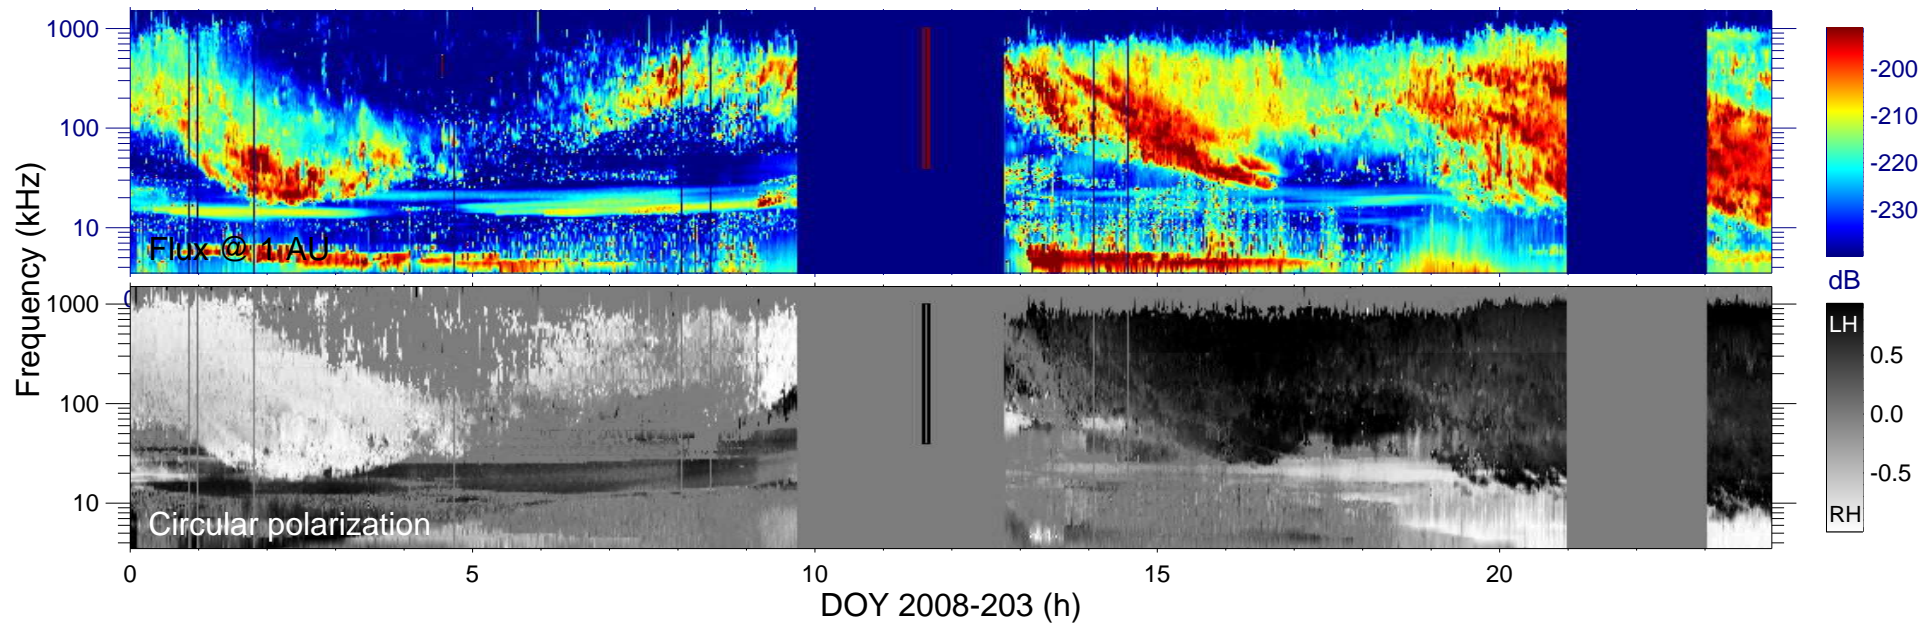 1000
100
10
Flux @ 1 AU
-200
-210
-220
-230
dB
0
Frequency (kHz)
1000
100
10
Circular polarization
LH
0.5
0.0
-0.5
RH
0
5
10
15
20
DOY 2008-203 (h)